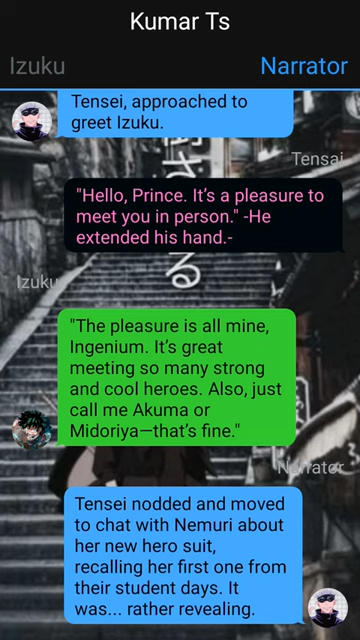 Kumar Ts
Izuku
Narrator
Tensei, approached to
greet Izuku.
Tensai
"Hello, Prince. It's a pleasure to
meet you in person." -He
extended his hand.-
Izuku
"The pleasure is all mine,
Ingenium. It's great
meeting so many strong
and cool heroes. Also, just
call me Akuma or
Midoriya—that's fine."
Narrator
Tensei nodded and moved
to chat with Nemuri about
her new hero suit,
recalling her first one from
their student days. It
was... rather revealing.